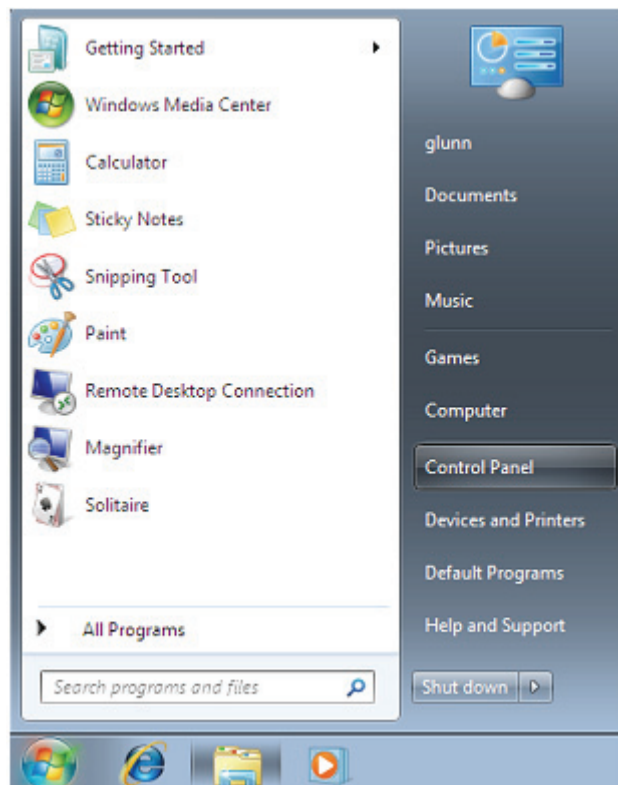 Getting Started
Windows Media Center
Calculator
Sticky Notes
Snipping Tool
Paint
Remote Desktop Connection
Magnifier
Solitaire
All Programs
Search programs and files
glunn
Documents
Pictures
Music
Games
Computer
Control Panel
Devices and Printers
Default Programs
Help and Support
Shut down